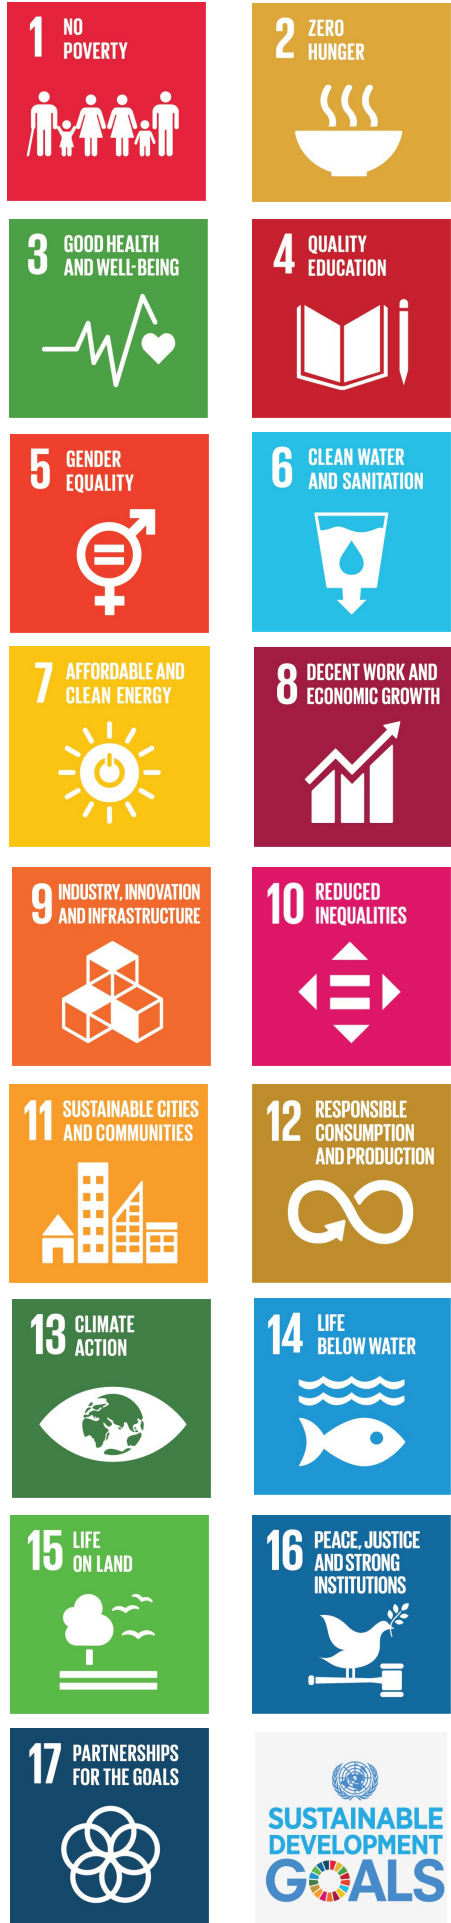 1 NO
POVERTY
2 ZERO
HUNGER
3 GOOD HEALTH
AND WELL-BEING
4 QUALITY
EDUCATION
5 GENDER
EQUALITY
6 CLEAN WATER
AND SANITATION
7 AFFORDABLE AND
CLEAN ENERGY
8 DECENT WORK AND
ECONOMIC GROWTH
9 INDUSTRY, INNOVATION
AND INFRASTRUCTURE
10 REDUCED
INEQUALITIES
11 SUSTAINABLE CITIES
AND COMMUNITIES
12 RESPONSIBLE
CONSUMPTION
AND PRODUCTION
13 CLIMATE
ACTION
14 LIFE
BELOW WATER
15 LIFE
ON LAND
16 PEACE, JUSTICE
AND STRONG
INSTITUTIONS
17 PARTNERSHIPS
FOR THE GOALS
SUSTAINABLE
DEVELOPMENT
GOALS